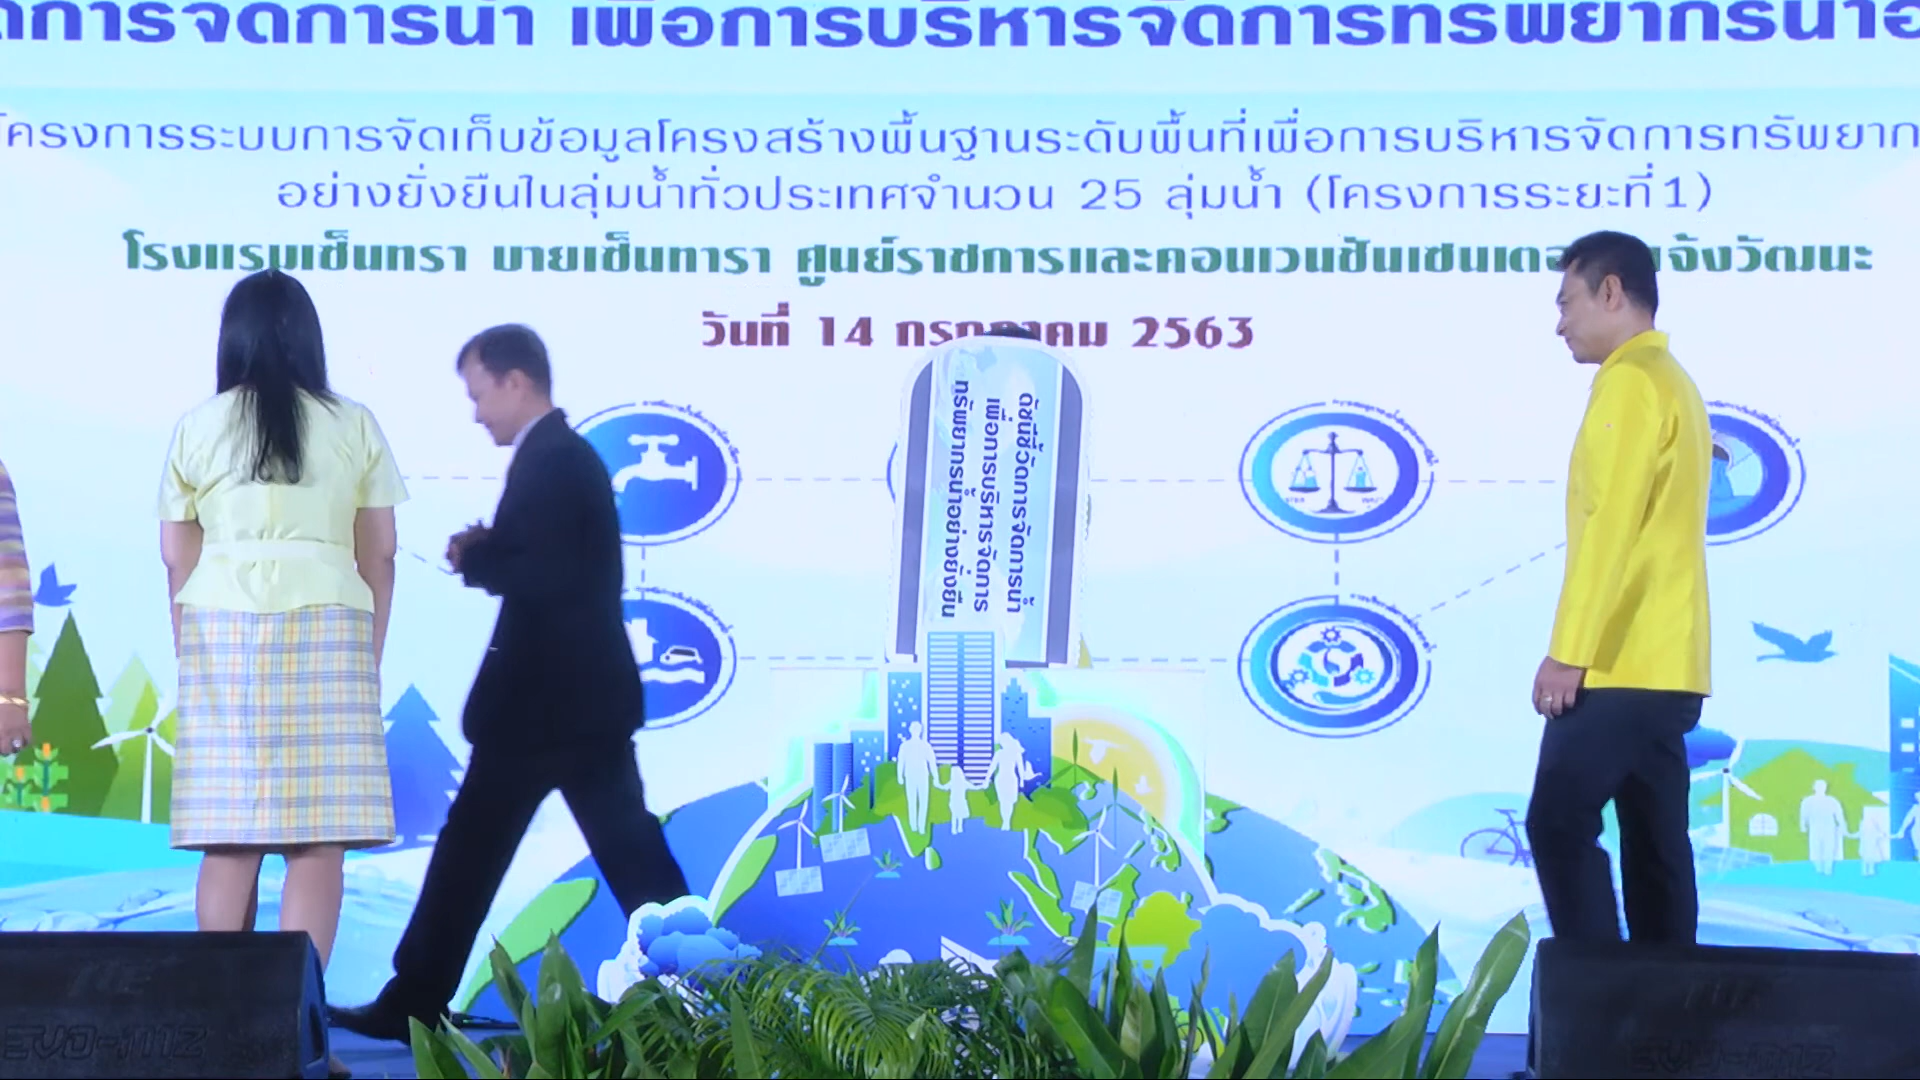 การจัดการน้ำ เพื่อการบริหารจัดการทรัพยากรน้ำ
โครงการระบบการจัดเก็บข้อมูลโครงสร้างพื้นฐานระดับพื้นที่เพื่อการบริหารจัดการทรัพยาก
อย่างยั่งยืนในลุ่มน้ำทั่วประเทศจำนวน 25 ลุ่มน้ำ (โครงการระยะที่1)
โรงแรมเซ็นทรา บายเซ็นทารา ศูนย์ราชการและคอนเวนชันเซนเตอ แจ้งวัฒนะ
วันที่ 14 กรกฎาคม 2563
ดัชนีชี้วัดการจัดการน้ำ
เพื่อการบริหารจัดการ
ทรัพยากรน้ำอย่างยั่งยืน